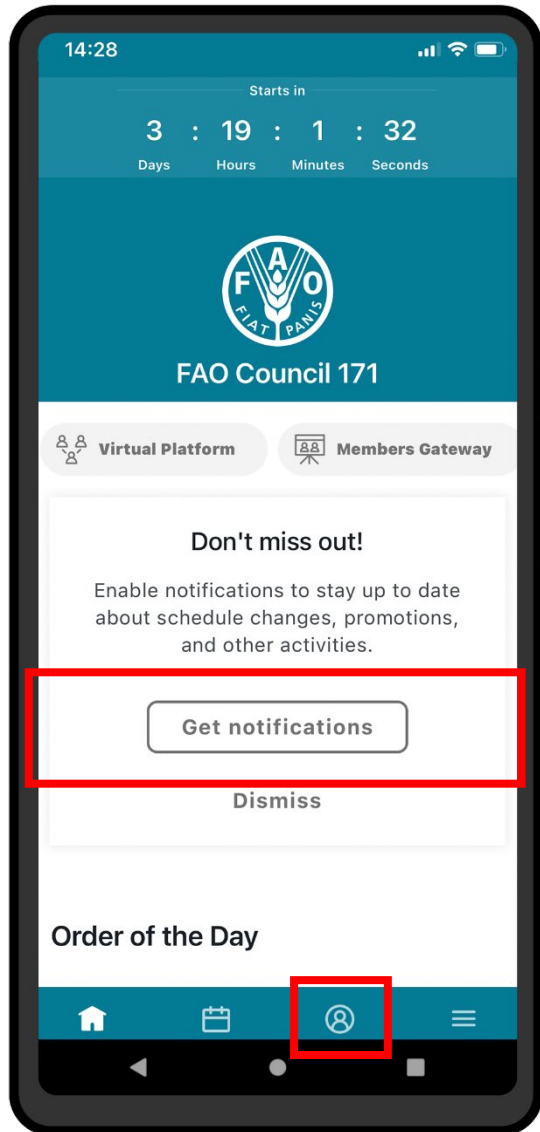 14:28
Starts in
3 : 19 : 1 : 32
Days Hours Minutes Seconds
F A O
FIAT PANIS
FAO Council 171
Virtual Platform Members Gateway
Don't miss out!
Enable notifications to stay up to date
about schedule changes, promotions,
and other activities.
Get notifications
Dismiss
Order of the Day